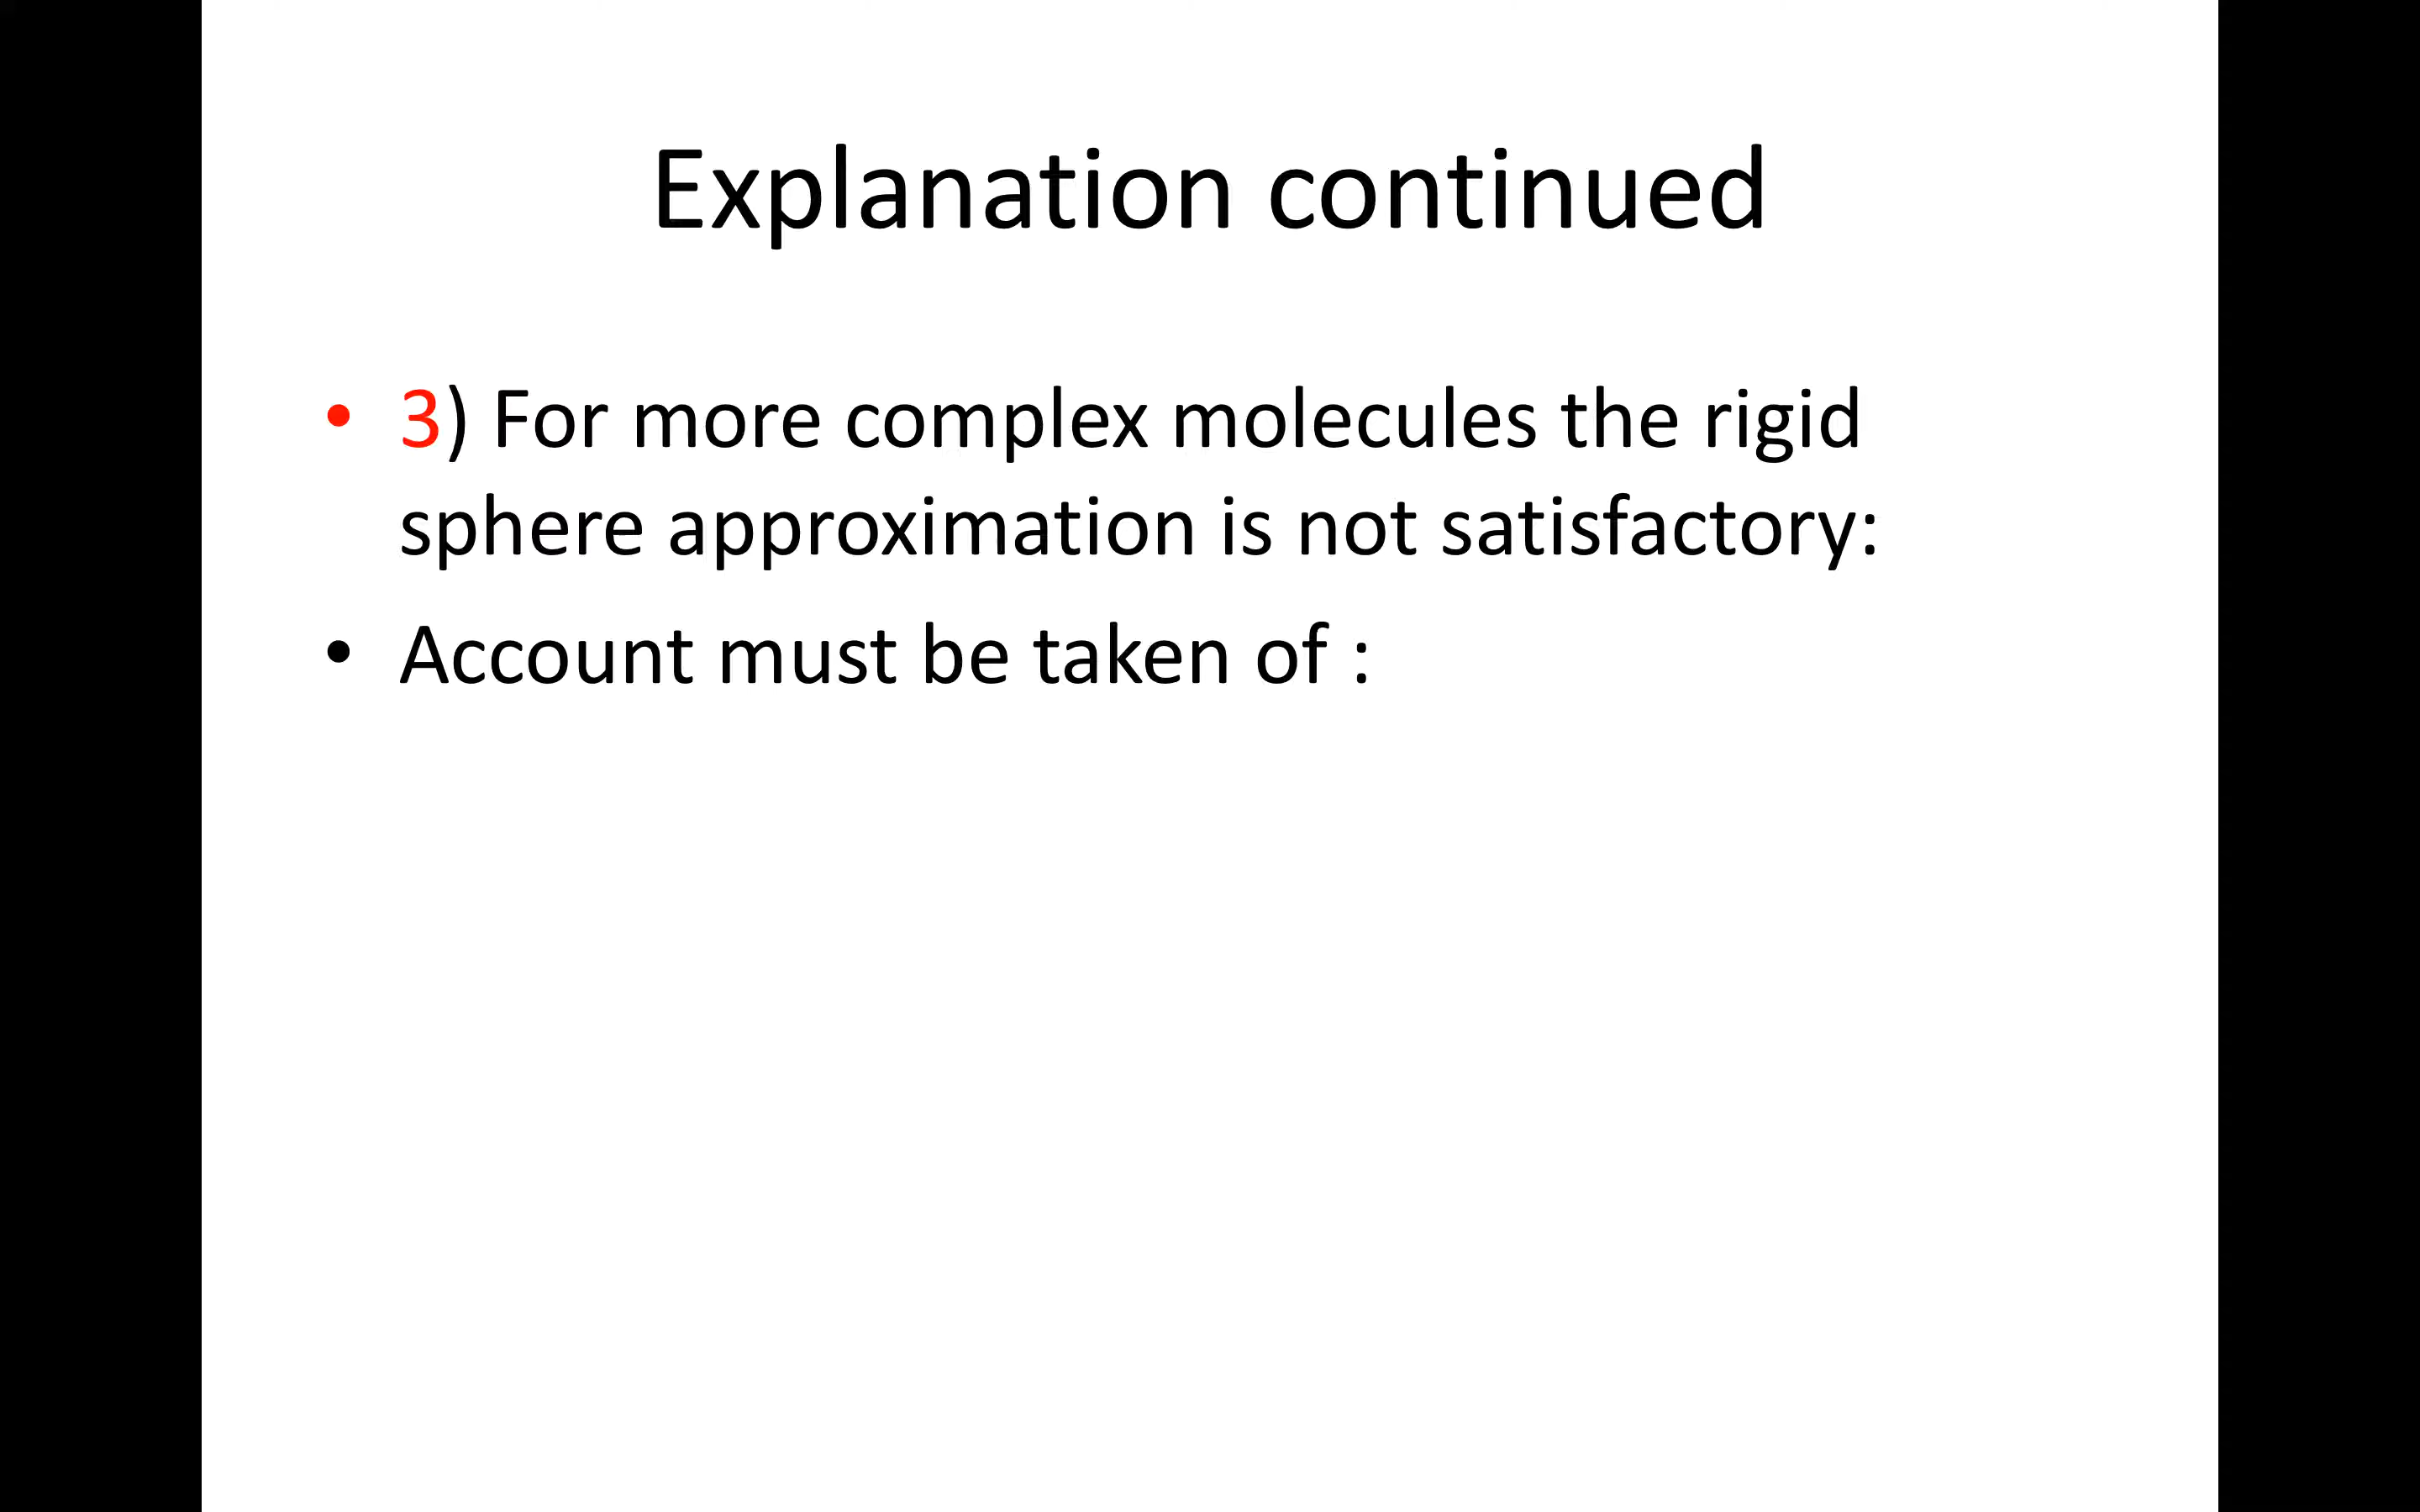 Explanation continued
• 3) For more complex molecules the rigid
sphere approximation is not satisfactory:
• Account must be taken of :